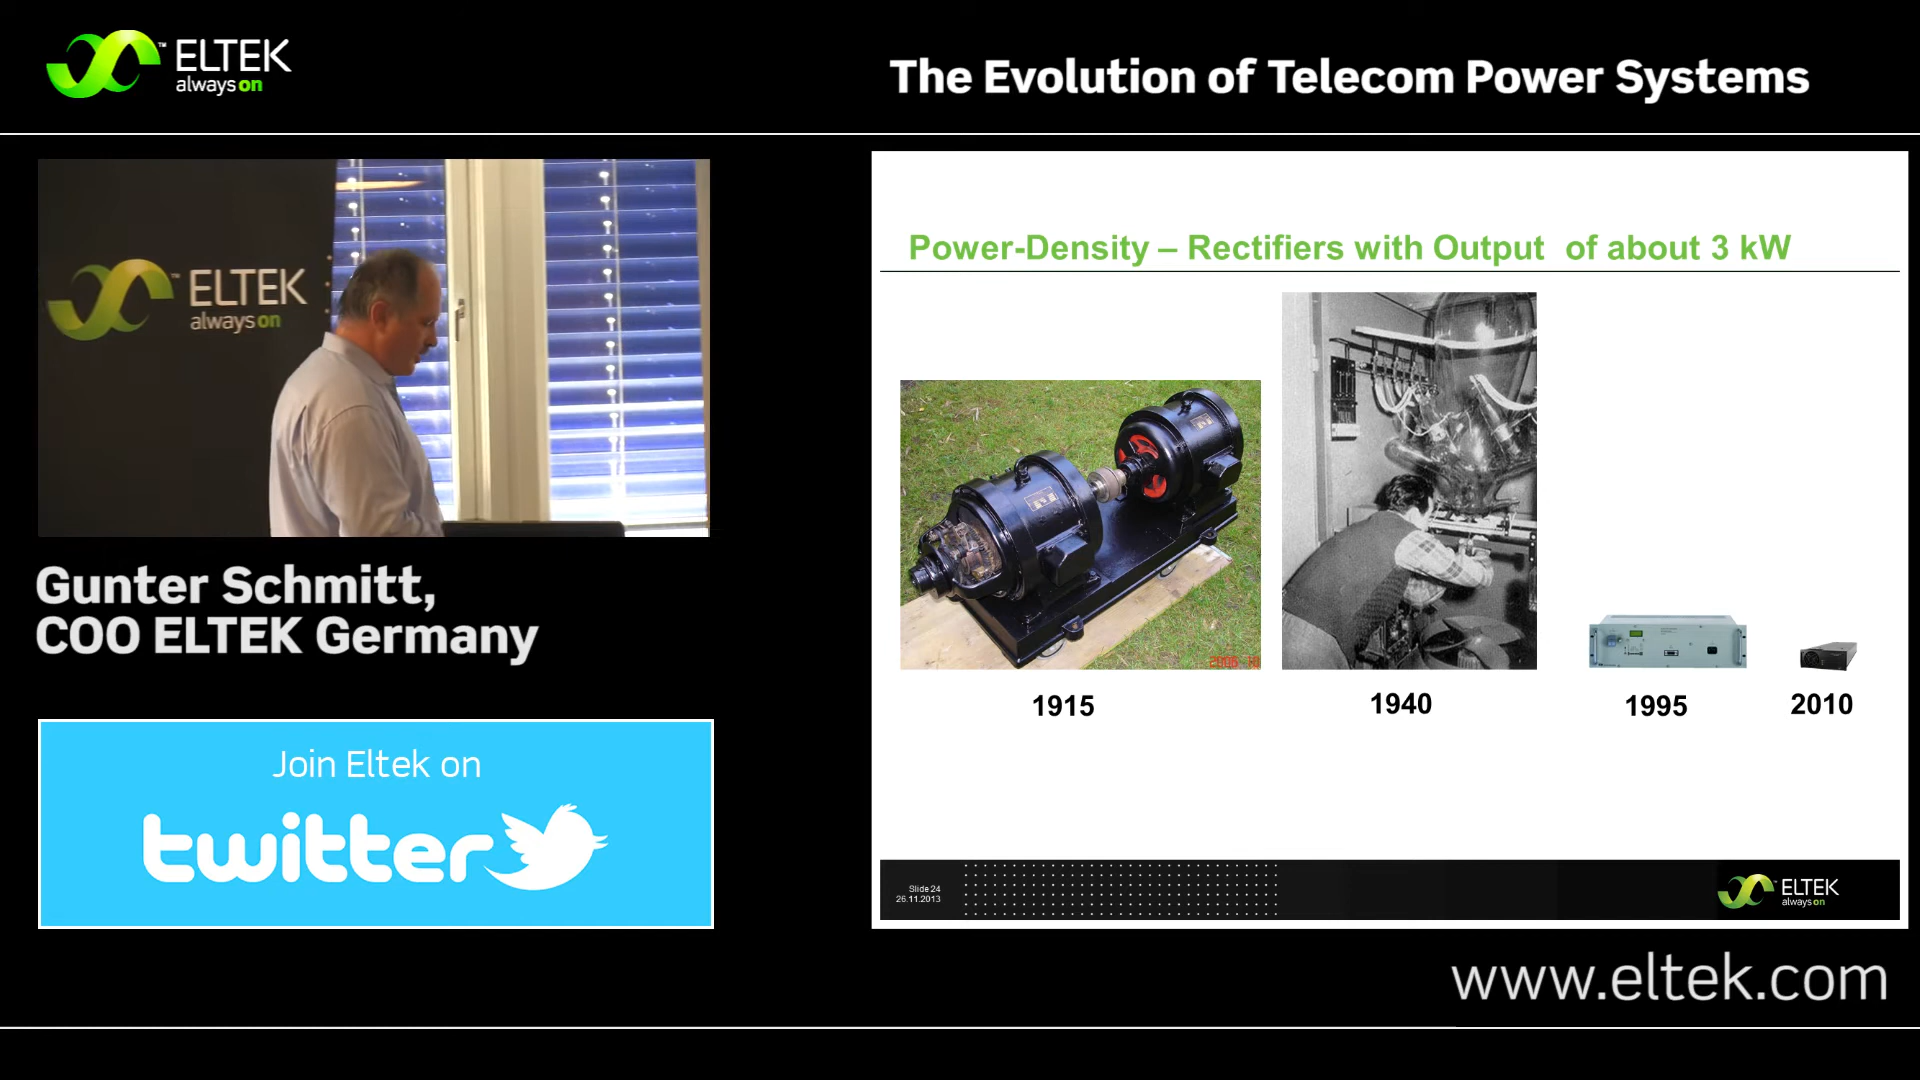 ELTEK
always on
The Evolution of Telecom Power Systems
ELTEK
always on
Gunter Schmitt,
COO ELTEK Germany
Join Eltek on
twitter
Power-Density – Rectifiers with Output of about 3 kW
1915
1940
1995
2010
Slide 24
26.11.2013
ELTEK
always on
www.eltek.com